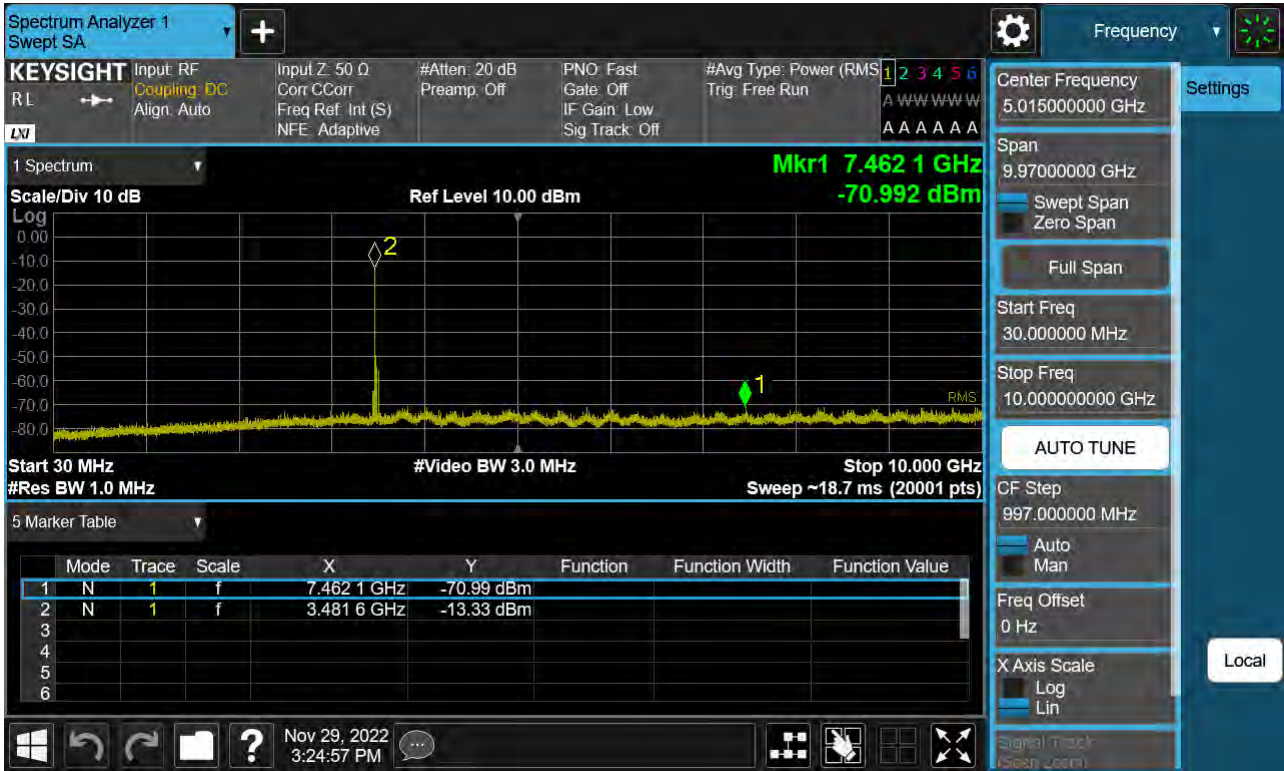 Spectrum Analyzer 1
Swept SA
Frequency
KEYSIGHT
RL
LXI
Input: RF
Coupling: DC
Align: Auto
Input Z: 50 Ω
Corr CCorr
Freq Ref: Int (S)
NFE: Adaptive
#Atten: 20 dB
Preamp: Off
PNO: Fast
Gate: Off
IF Gain: Low
Sig Track: Off
#Avg Type: Power (RMS
Trig: Free Run
1 2 3 4 5 6
A W W W W W
A A A A A A
1 Spectrum
Scale/Div 10 dB
Ref Level 10.00 dBm
Mkr1 7.462 1 GHz
-70.992 dBm
Log
0.00
-10.0
-20.0
-30.0
-40.0
-50.0
-60.0
-70.0
-80.0
2
1
RMS
Start 30 MHz
#Video BW 3.0 MHz
Stop 10.000 GHz
#Res BW 1.0 MHz
Sweep ~18.7 ms (20001 pts)
5 Marker Table
Mode Trace Scale X Y Function Function Width Function Value
1 N 1 f 7.462 1 GHz -70.99 dBm
2 N 1 f 3.481 6 GHz -13.33 dBm
3
4
5
6
Nov 29, 2022
3:24:57 PM
Center Frequency
5.015000000 GHz
Settings
Span
9.97000000 GHz
Swept Span
Zero Span
Full Span
Start Freq
30.000000 MHz
Stop Freq
10.000000000 GHz
AUTO TUNE
CF Step
997.000000 MHz
Auto
Man
Freq Offset
0 Hz
X Axis Scale
Log
Lin
Local
Signal Track
(Span Zoom)